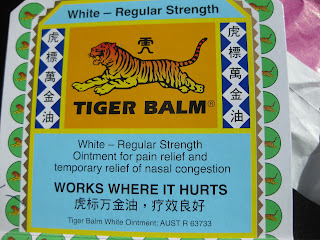 White – Regular Strength
虎標萬金油
虎
虎標萬金油
TIGER BALM®
White – Regular Strength
Ointment for pain relief and
temporary relief of nasal congestion
WORKS WHERE IT HURTS
虎标万金油，疗效良好
Tiger Balm White Ointment: AUST R 63733